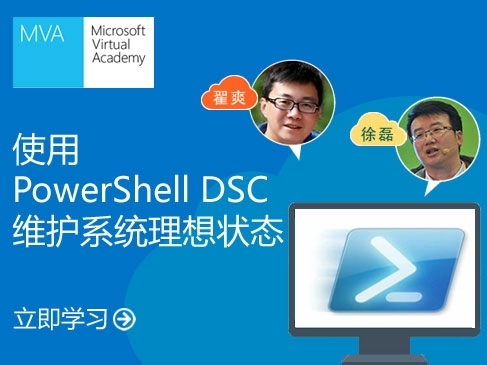 MVA
Microsoft
Virtual
Academy
翟爽
徐磊
使用
PowerShell DSC
维护系统理想状态
立即学习